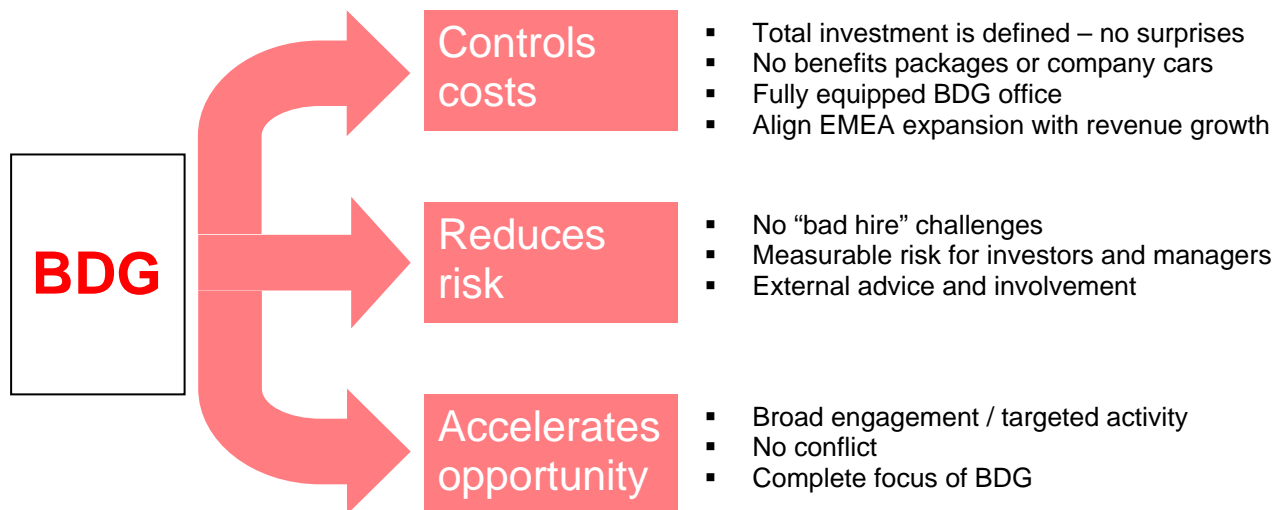 BDG
Controls
costs
▪ Total investment is defined – no surprises
▪ No benefits packages or company cars
▪ Fully equipped BDG office
▪ Align EMEA expansion with revenue growth
Reduces
risk
▪ No “bad hire” challenges
▪ Measurable risk for investors and managers
▪ External advice and involvement
Accelerates
opportunity
▪ Broad engagement / targeted activity
▪ No conflict
▪ Complete focus of BDG